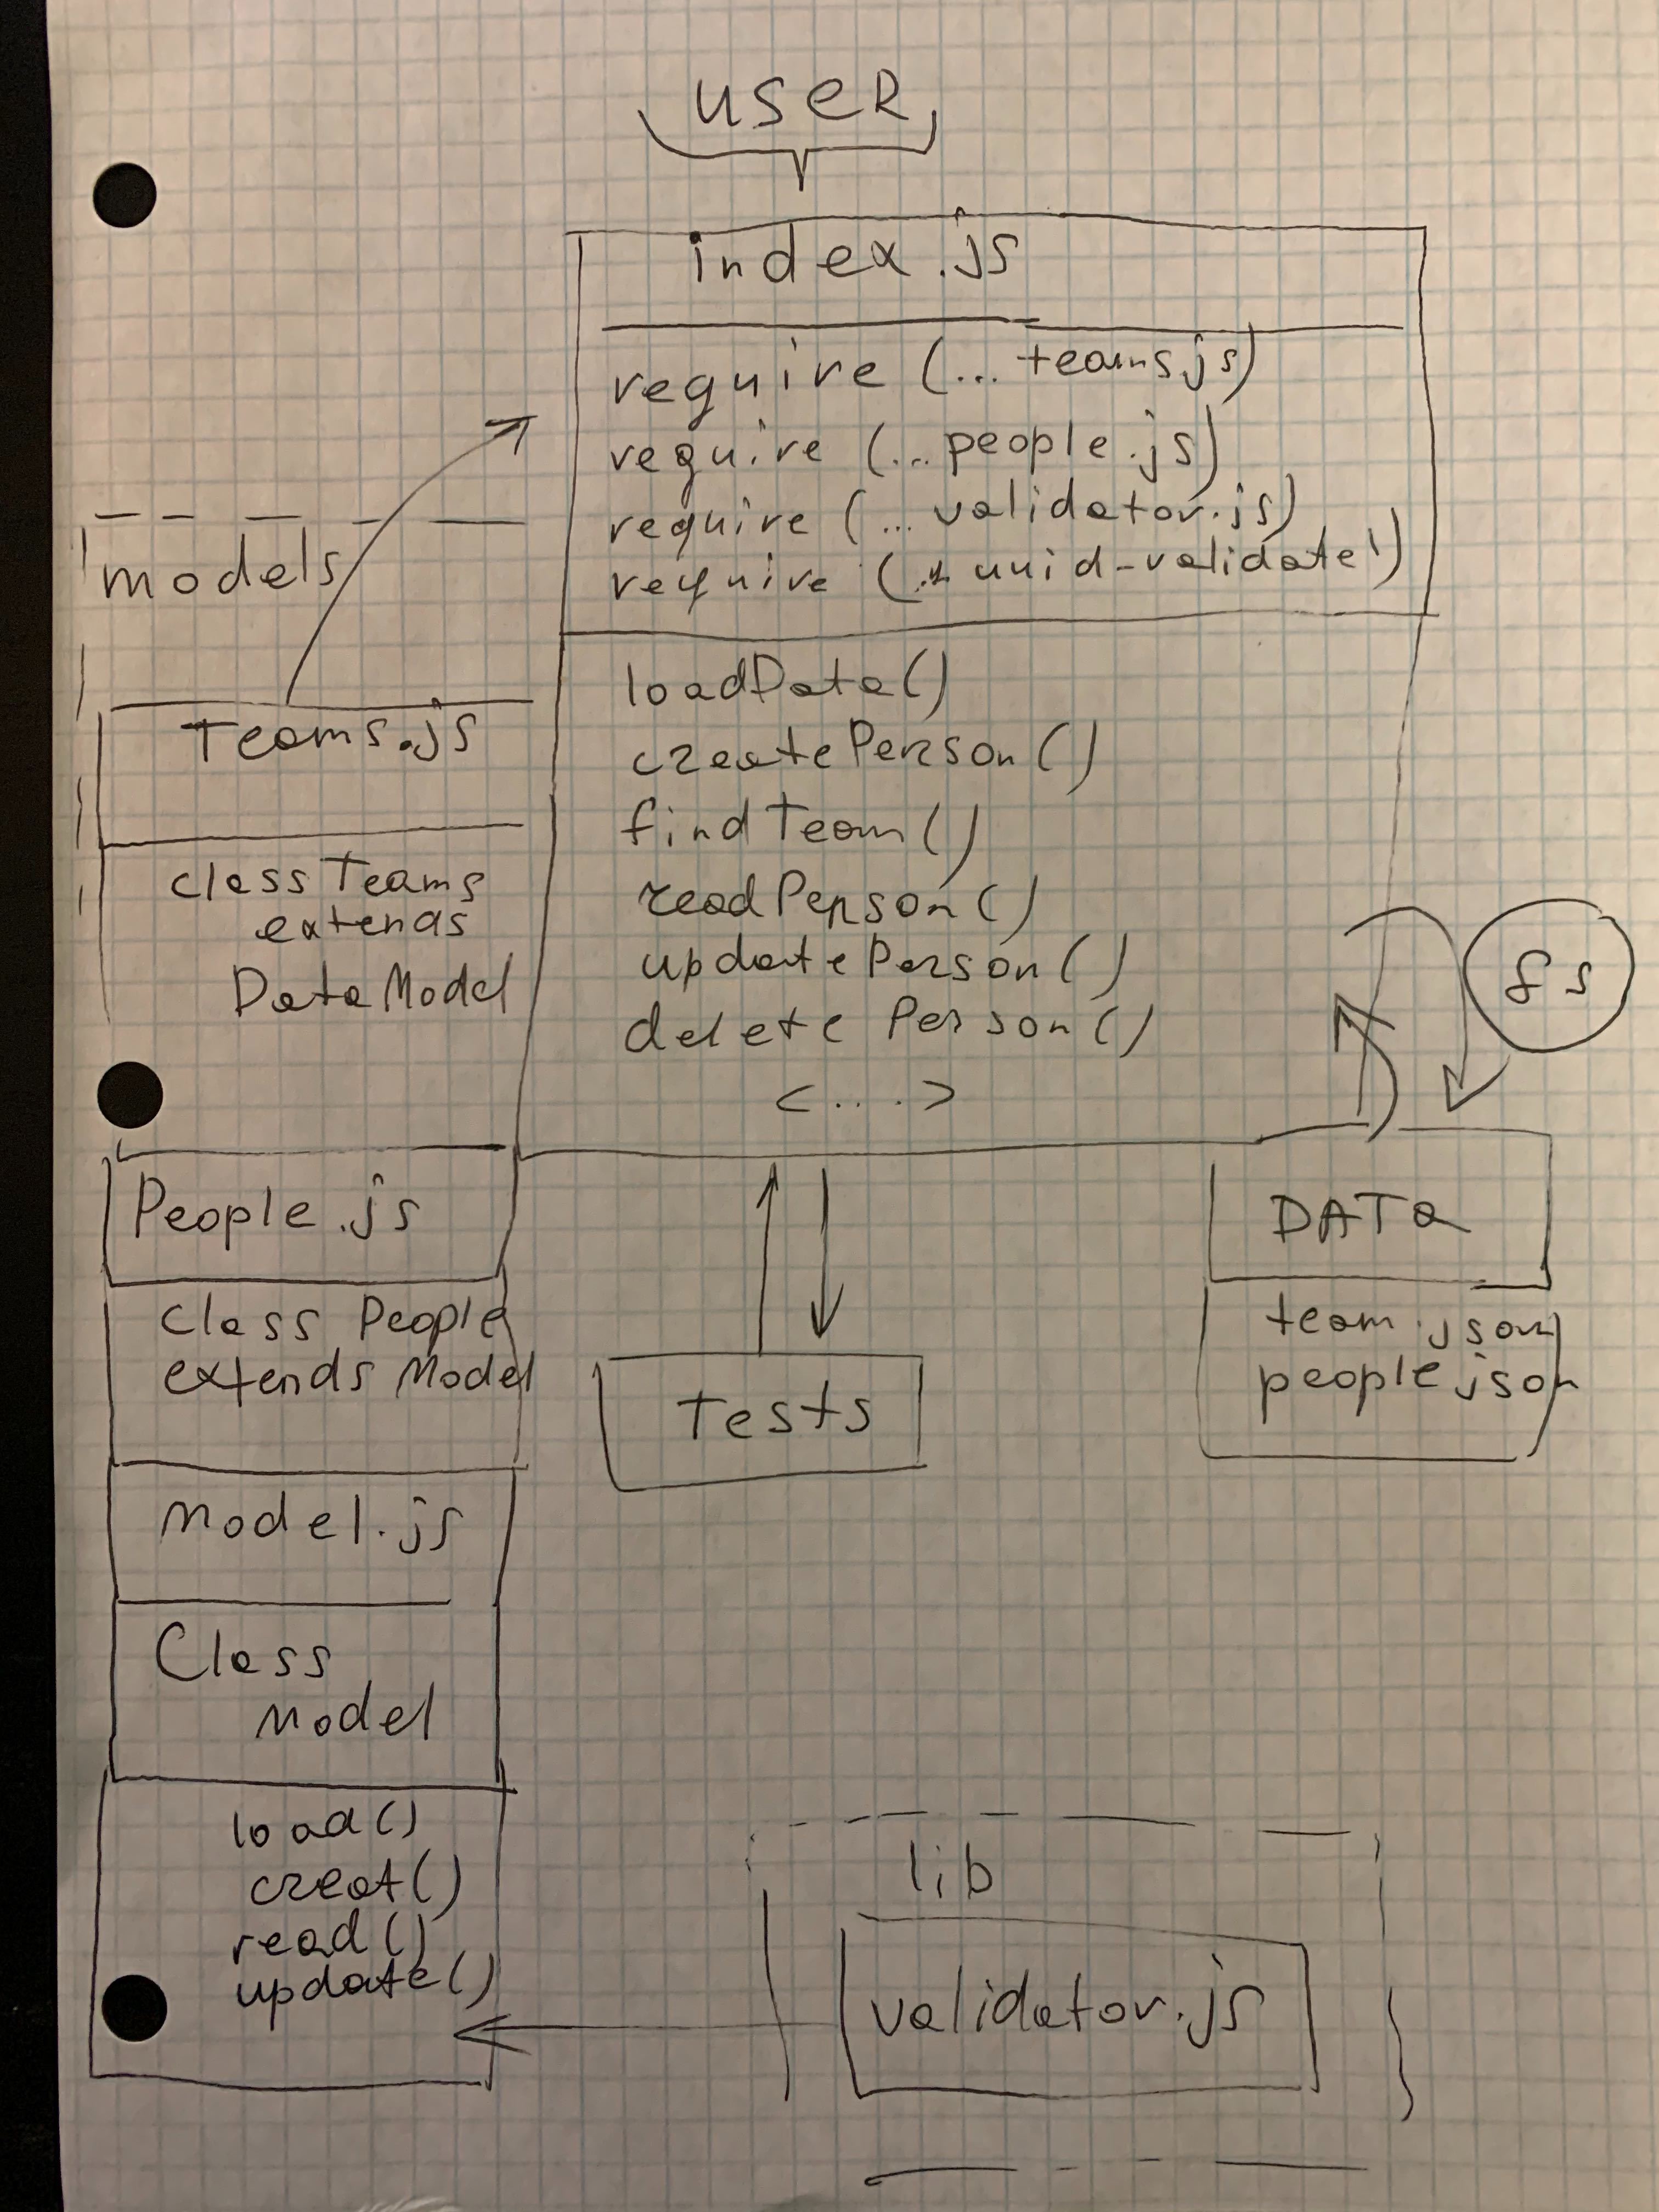 USER
index.js
require (... teams.js)
require (... people.js)
require (... validator.js)
require ( uuid-validate')
loadData()
createPerson()
findTeam()
readPerson()
updatePerson()
delete Person()
<....>
models
Teams.js
class Teams
extends
DataModel
People.js
class People
extends Model
Model.js
Class
Model
load()
creat()
read()
update()
fs
DATa
team.json
people.json
Tests
lib
validator.js